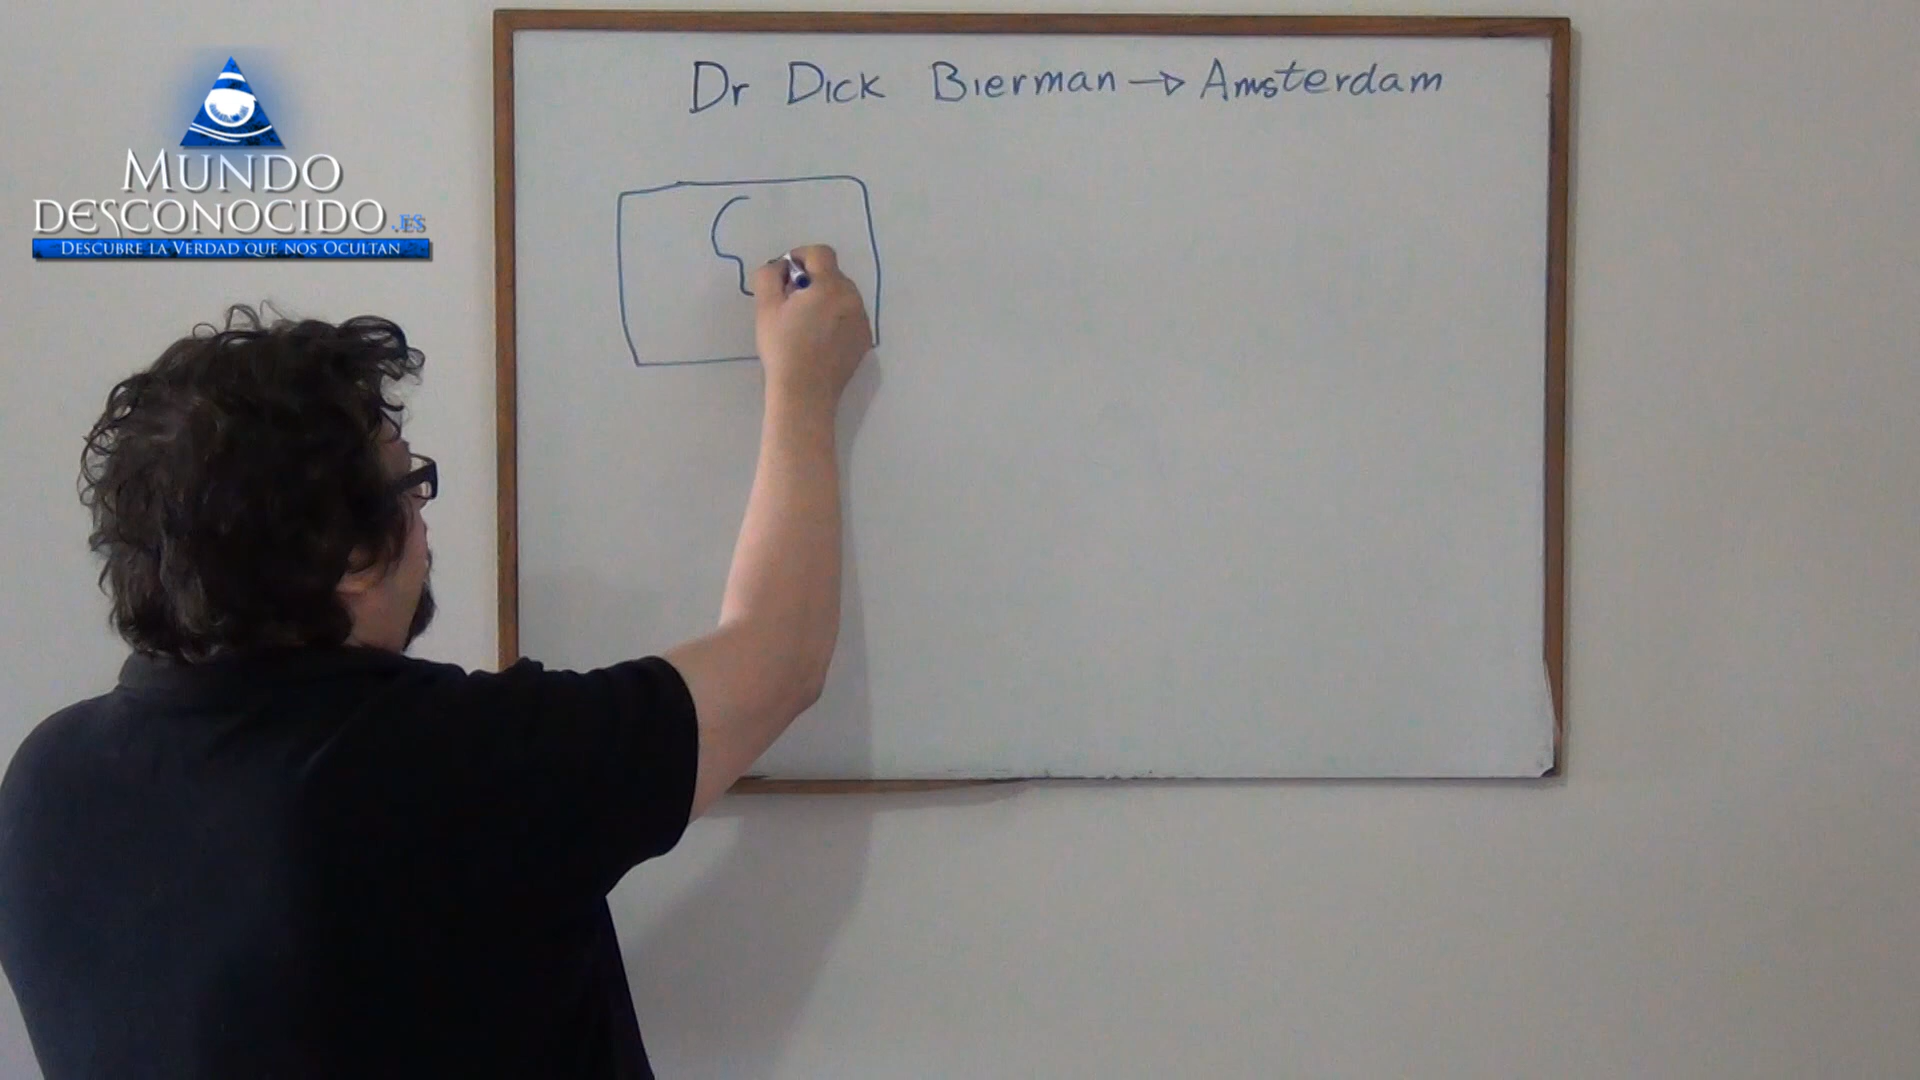 Dr Dick Bierman → Amsterdam
MUNDO
DESCONOCIDO.ES
DESCUBRE LA VERDAD QUE NOS OCULTAN